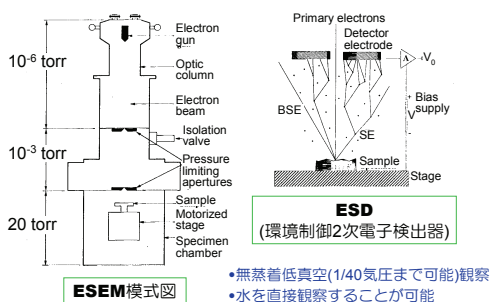 10-6 torr
10-3 torr
20 torr
Electron
gun
Optic
column
Electron
beam
Isolation
valve
Pressure
limiting
apertures
Sample
Motorized
stage
Specimen
chamber
ESEM模式図
Primary electrons
Detector
electrode
A
V0
BSE
SE
+
Bias
supply
V
Sample
Stage
ESD
(環境制御2次電子検出器)
•無蒸着低真空(1/40気圧まで可能)観察
•水を直接観察することが可能